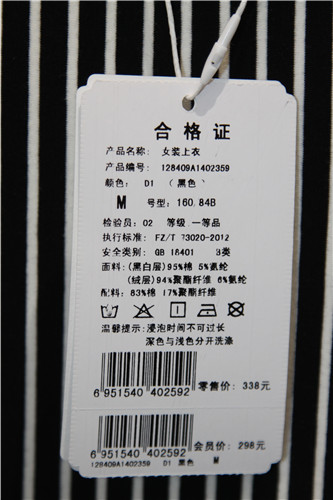 合格证
产品名称: 女装上衣
产品编号: 128409A1402359
颜色: D1 (黑色)
M 号型: 160.84B
检验员: 02 等级 一等品
执行标准: FZ/T 73020-2012
安全类别: GB 18401 B类
面料: (黑白层)95%棉 5%氨纶
(绒层)94%聚酯纤维 6%氨纶
配料: 83%棉 17%聚酯纤维
温馨提示: 浸泡时间不可过长
深色与浅色分开洗涤
6 951540 402592 零售价: 338元
6 951540 402592 会员价: 298元
128409A1402359 D1 黑色 M